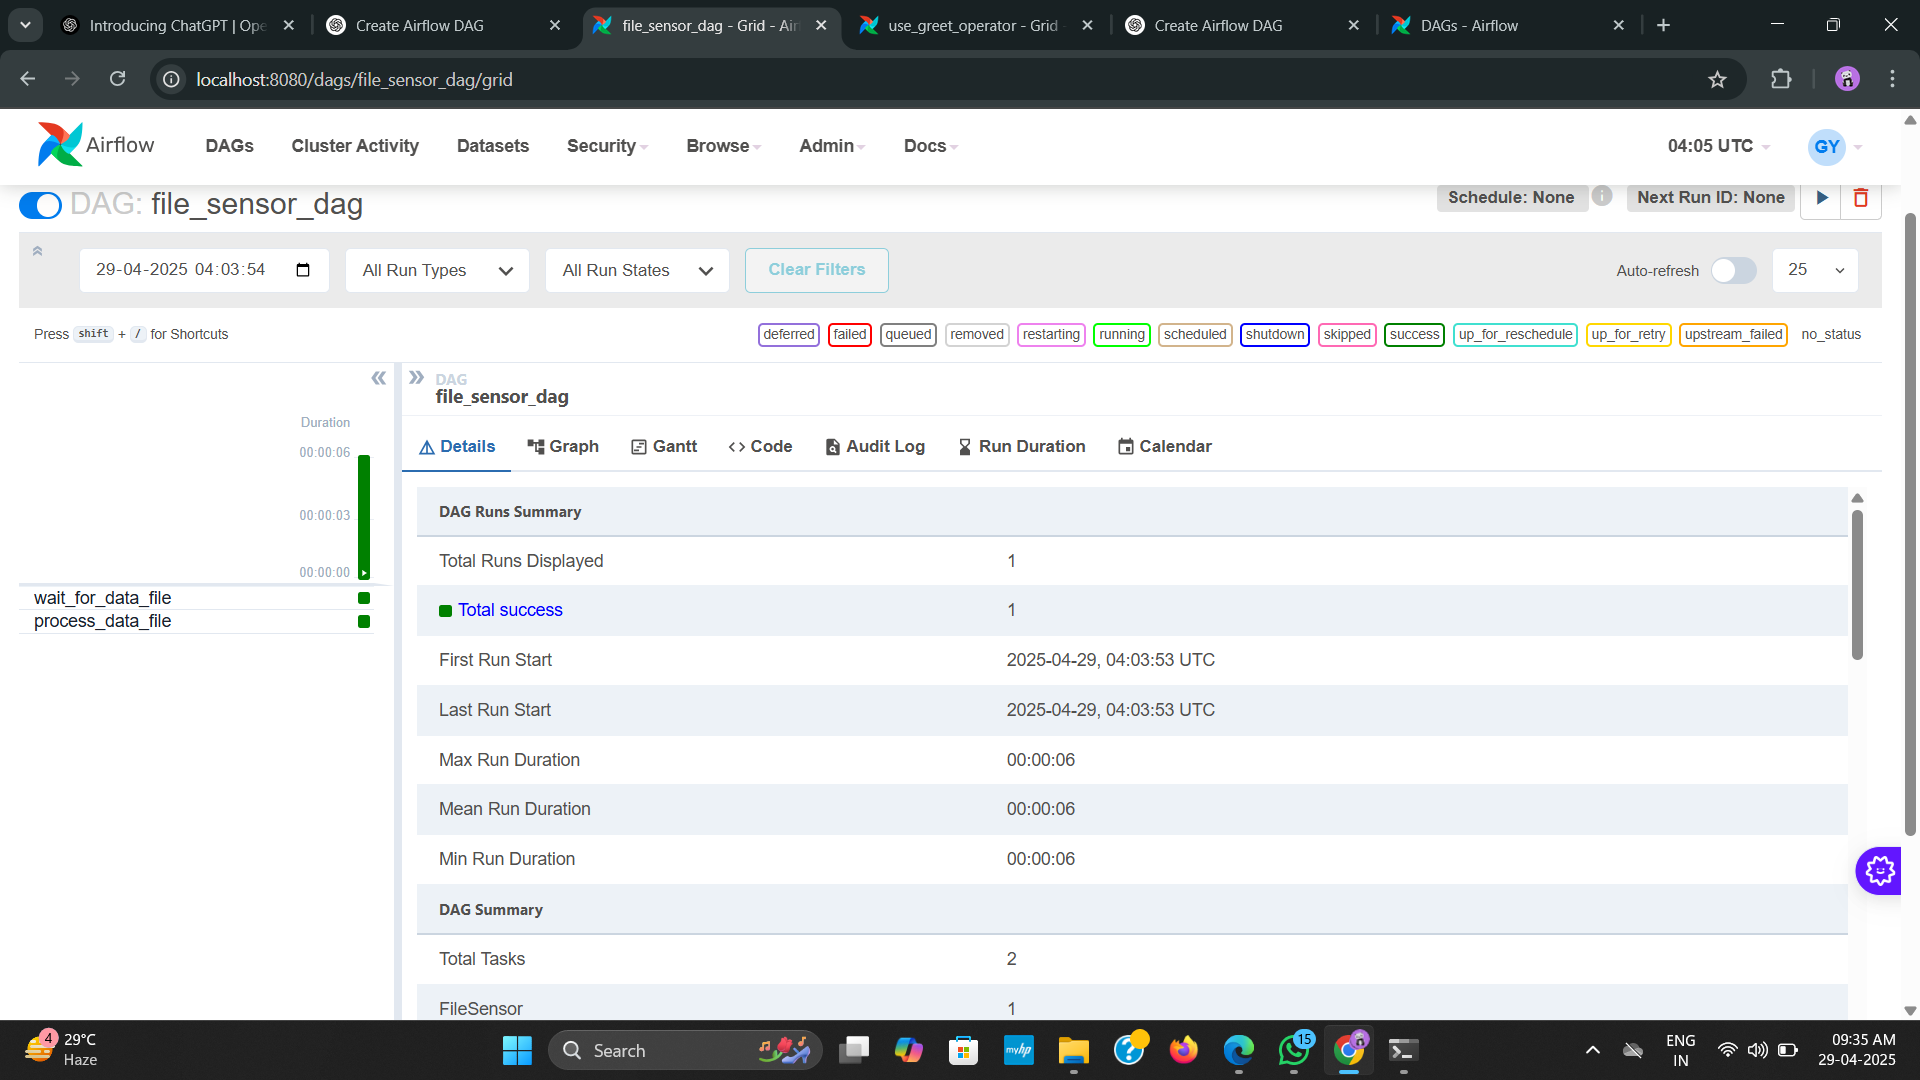 Introducing ChatGPT | Ope
Create Airflow DAG
file_sensor_dag - Grid - Air
use_greet_operator - Grid
Create Airflow DAG
DAGs - Airflow
localhost:8080/dags/file_sensor_dag/grid
Airflow
DAGs
Cluster Activity
Datasets
Security
Browse
Admin
Docs
04:05 UTC
GY
DAG: file_sensor_dag
Schedule: None
Next Run ID: None
29-04-2025 04:03:54
All Run Types
All Run States
Clear Filters
Auto-refresh
25
Press shift + / for Shortcuts
deferred
failed
queued
removed
restarting
running
scheduled
shutdown
skipped
success
up_for_reschedule
up_for_retry
upstream_failed
no_status
Duration
00:00:06
00:00:03
00:00:00
wait_for_data_file
process_data_file
DAG
file_sensor_dag
Details
Graph
Gantt
Code
Audit Log
Run Duration
Calendar
DAG Runs Summary
Total Runs Displayed 1
Total success 1
First Run Start 2025-04-29, 04:03:53 UTC
Last Run Start 2025-04-29, 04:03:53 UTC
Max Run Duration 00:00:06
Mean Run Duration 00:00:06
Min Run Duration 00:00:06
DAG Summary
Total Tasks 2
FileSensor 1
4
29°C
Haze
Search
myhp
15
ENG
IN
09:35 AM
29-04-2025